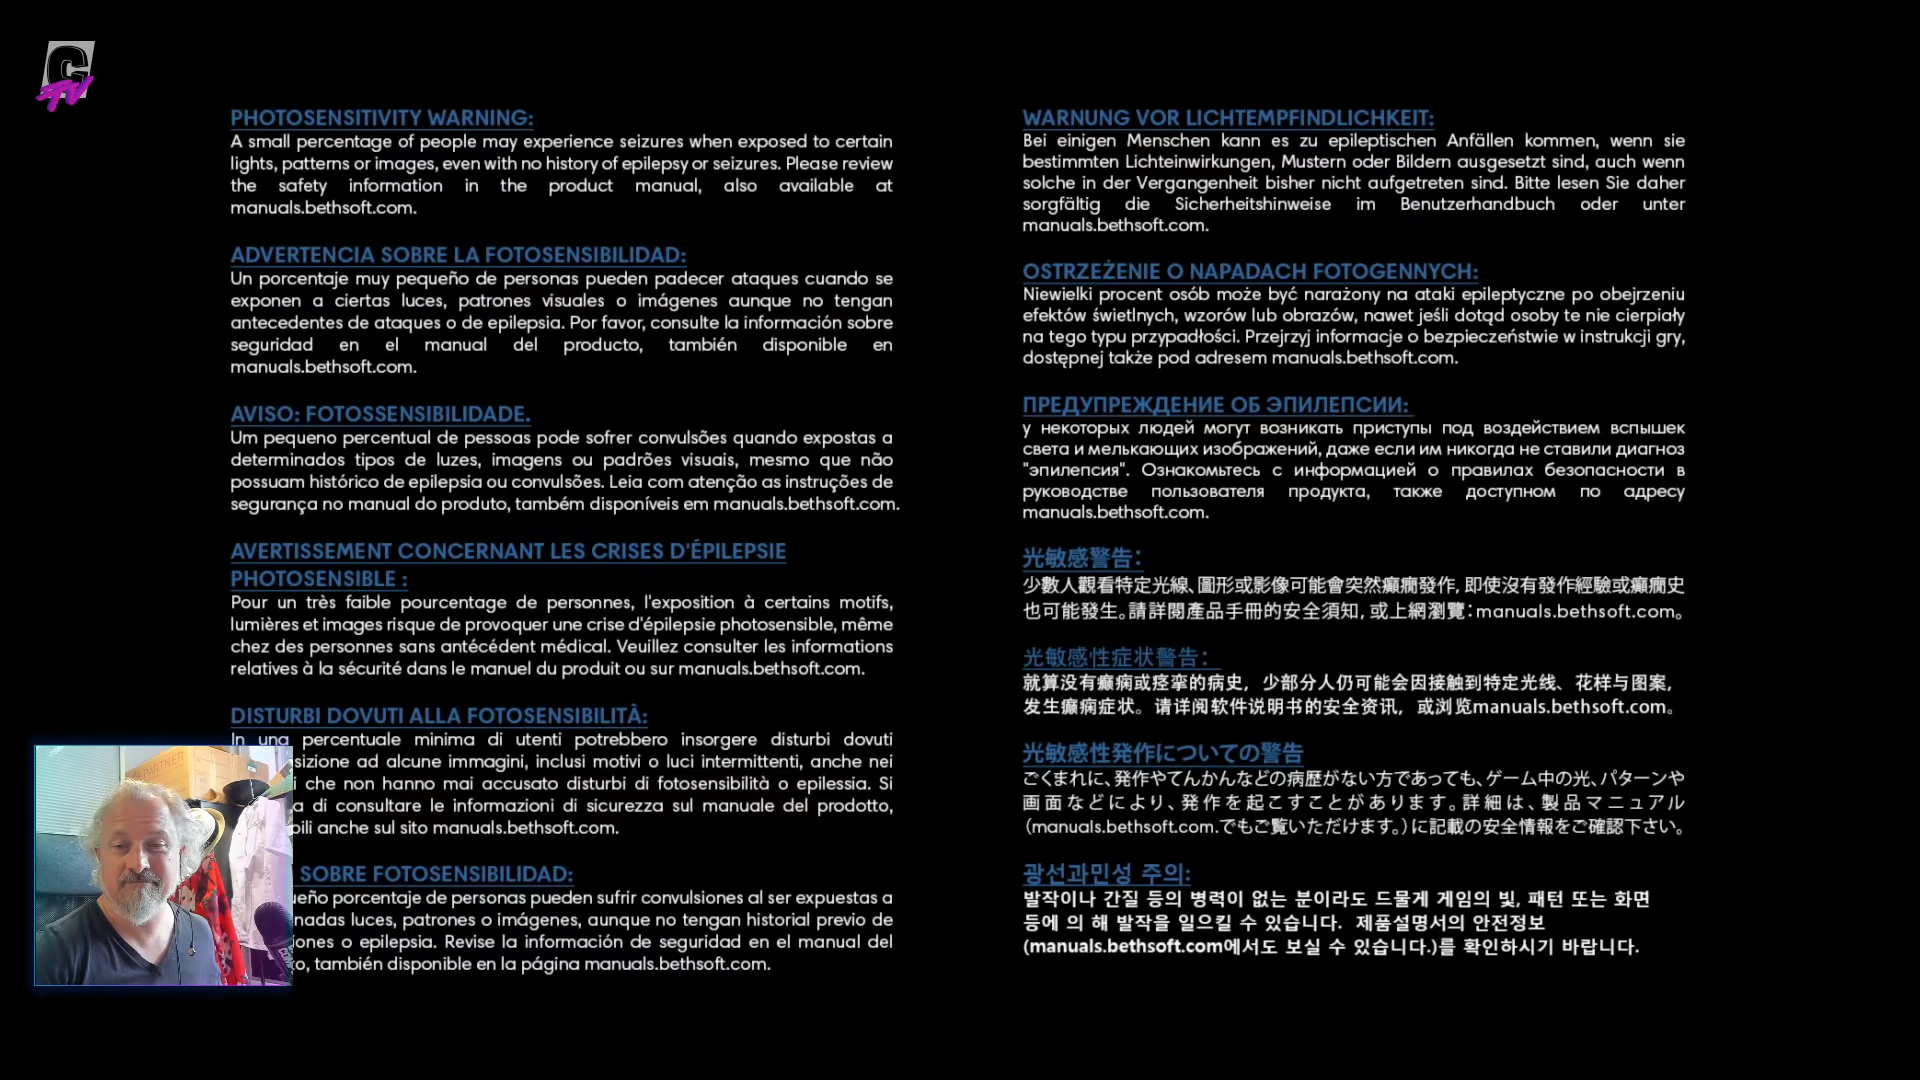 C
TV
PHOTOSENSITIVITY WARNING:
A small percentage of people may experience seizures when exposed to certain
lights, patterns or images, even with no history of epilepsy or seizures. Please review
the safety information in the product manual, also available at
manuals.bethsoft.com.
ADVERTENCIA SOBRE LA FOTOSENSIBILIDAD:
Un porcentaje muy pequeño de personas pueden padecer ataques cuando se
exponen a ciertas luces, patrones visuales o imágenes aunque no tengan
antecedentes de ataques o de epilepsia. Por favor, consulte la información sobre
seguridad en el manual del producto, también disponible en
manuals.bethsoft.com.
AVISO: FOTOSSENSIBILIDADE.
Um pequeno percentual de pessoas pode sofrer convulsões quando expostas a
determinados tipos de luzes, imagens ou padrões visuais, mesmo que não
possuam histórico de epilepsia ou convulsões. Leia com atenção as instruções de
segurança no manual do produto, também disponíveis em manuals.bethsoft.com.
AVERTISSEMENT CONCERNANT LES CRISES D'ÉPILEPSIE
PHOTOSENSIBLE :
Pour un très faible pourcentage de personnes, l'exposition à certains motifs,
lumières et images risque de provoquer une crise d'épilepsie photosensible, même
chez des personnes sans antécédent médical. Veuillez consulter les informations
relatives à la sécurité dans le manuel du produit ou sur manuals.bethsoft.com.
DISTURBI DOVUTI ALLA FOTOSENSIBILITÀ:
In una percentuale minima di utenti potrebbero insorgere disturbi dovuti
sizione ad alcune immagini, inclusi motivi o luci intermittenti, anche nei
i che non hanno mai accusato disturbi di fotosensibilità o epilessia. Si
a di consultare le informazioni di sicurezza sul manuale del prodotto,
bili anche sul sito manuals.bethsoft.com.
SOBRE FOTOSENSIBILIDAD:
ueño porcentaje de personas pueden sufrir convulsiones al ser expuestas a
nadas luces, patrones o imágenes, aunque no tengan historial previo de
iones o epilepsia. Revise la información de seguridad en el manual del
to, también disponible en la página manuals.bethsoft.com.
WARNUNG VOR LICHTEMPFINDLICHKEIT:
Bei einigen Menschen kann es zu epileptischen Anfällen kommen, wenn sie
bestimmten Lichteinwirkungen, Mustern oder Bildern ausgesetzt sind, auch wenn
solche in der Vergangenheit bisher nicht aufgetreten sind. Bitte lesen Sie daher
sorgfältig die Sicherheitshinweise im Benutzerhandbuch oder unter
manuals.bethsoft.com.
OSTRZEŻENIE O NAPADACH FOTOGENNYCH:
Niewielki procent osób może być narażony na ataki epileptyczne po obejrzeniu
efektów świetlnych, wzorów lub obrazów, nawet jeśli dotąd osoby te nie cierpiały
na tego typu przypadłości. Przejrzyj informacje o bezpieczeństwie w instrukcji gry,
dostępnej także pod adresem manuals.bethsoft.com.
ПРЕДУПРЕЖДЕНИЕ ОБ ЭПИЛЕПСИИ:
у некоторых людей могут возникать приступы под воздействием вспышек
света и мелькающих изображений, даже если им никогда не ставили диагноз
"эпилепсия". Ознакомьтесь с информацией о правилах безопасности в
руководстве пользователя продукта, также доступном по адресу
manuals.bethsoft.com.
光敏感警告：
少數人觀看特定光線、圖形或影像可能會突然癲癇發作, 即使沒有發作經驗或癲癇史
也可能發生。請詳閱產品手冊的安全須知, 或上網瀏覽：manuals.bethsoft.com。
光敏感性症状警告：
就算没有癫痫或痉挛的病史，少部分人仍可能会因接触到特定光线、花样与图案，
发生癫痫症状。请详阅软件说明书的安全资讯，或浏览manuals.bethsoft.com。
光敏感性発作についての警告
ごくまれに、発作やてんかんなどの病歴がない方であっても、ゲーム中の光、パターンや
画面などにより、発作を起こすことがあります。詳細は、製品マニュアル
（manuals.bethsoft.com.でもご覧いただけます。）に記載の安全情報をご確認下さい。
광선과민성 주의:
발작이나 간질 등의 병력이 없는 분이라도 드물게 게임의 빛, 패턴 또는 화면
등에 의 해 발작을 일으킬 수 있습니다. 제품설명서의 안전정보
(manuals.bethsoft.com에서도 보실 수 있습니다.)를 확인하시기 바랍니다.